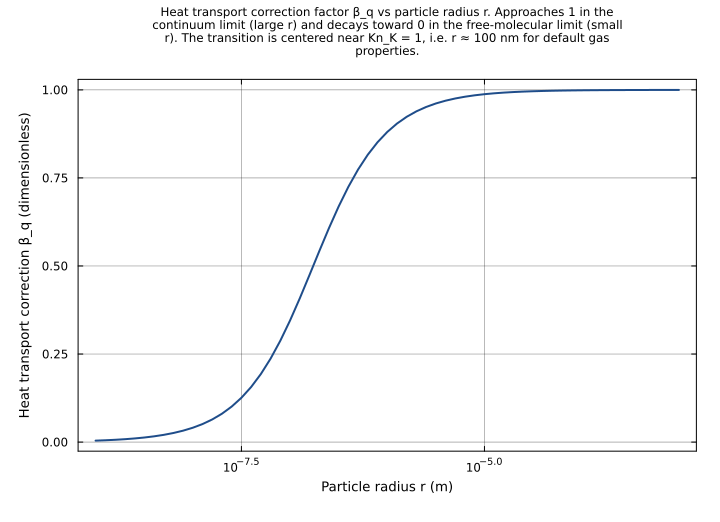 Heat transport correction factor β_q vs particle radius r. Approaches 1 in the
continuum limit (large r) and decays toward 0 in the free-molecular limit (small
r). The transition is centered near Kn_K = 1, i.e. r ≈ 100 nm for default gas
properties.
Heat transport correction β_q (dimensionless)
1.00
0.75
0.50
0.25
0.00
10^−7.5
10^−5.0
Particle radius r (m)